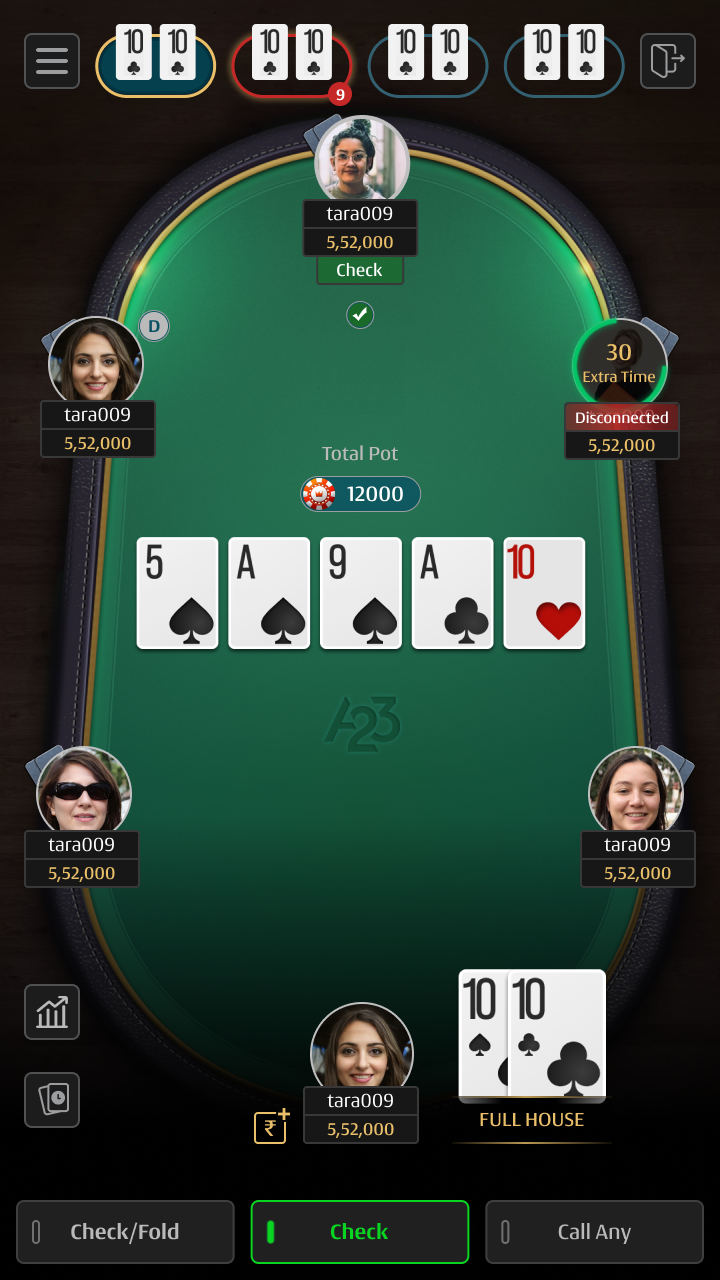 10 10 10 10 10 10 10 10
9
tara009
5,52,000
Check
D
tara009
5,52,000
30
Extra Time
Disconnected
5,52,000
Total Pot
12000
5 A 9 A 10
A23
tara009
5,52,000
tara009
5,52,000
10 10
tara009
5,52,000
₹+
FULL HOUSE
Check/Fold
Check
Call Any